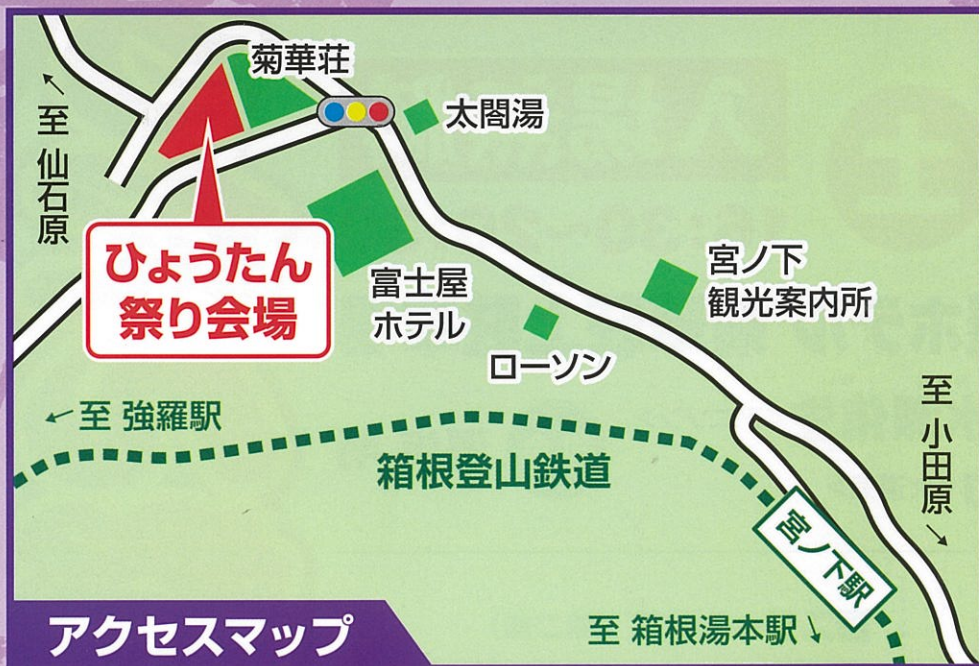 菊華荘
太閤湯
← 至 仙石原
ひょうたん
祭り会場
富士屋
ホテル
宮ノ下
観光案内所
ローソン
← 至 強羅駅
箱根登山鉄道
至 小田原 →
宮ノ下駅
アクセスマップ
至 箱根湯本駅 ↘